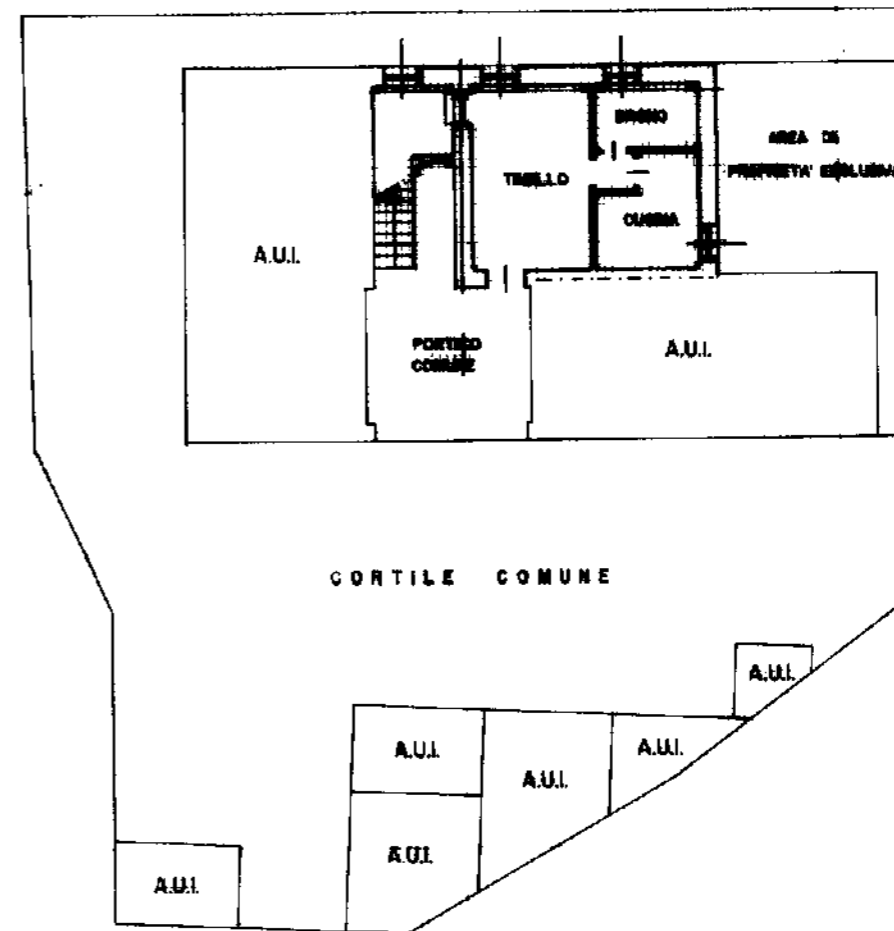 BAGNO
AREA DI
PROPRIETA' ESCLUSIVA
TINELLO
CUCINA
A.U.I.
PORTICO
COMUNE
A.U.I.
CORTILE COMUNE
A.U.I.
A.U.I.
A.U.I.
A.U.I.
A.U.I.
A.U.I.